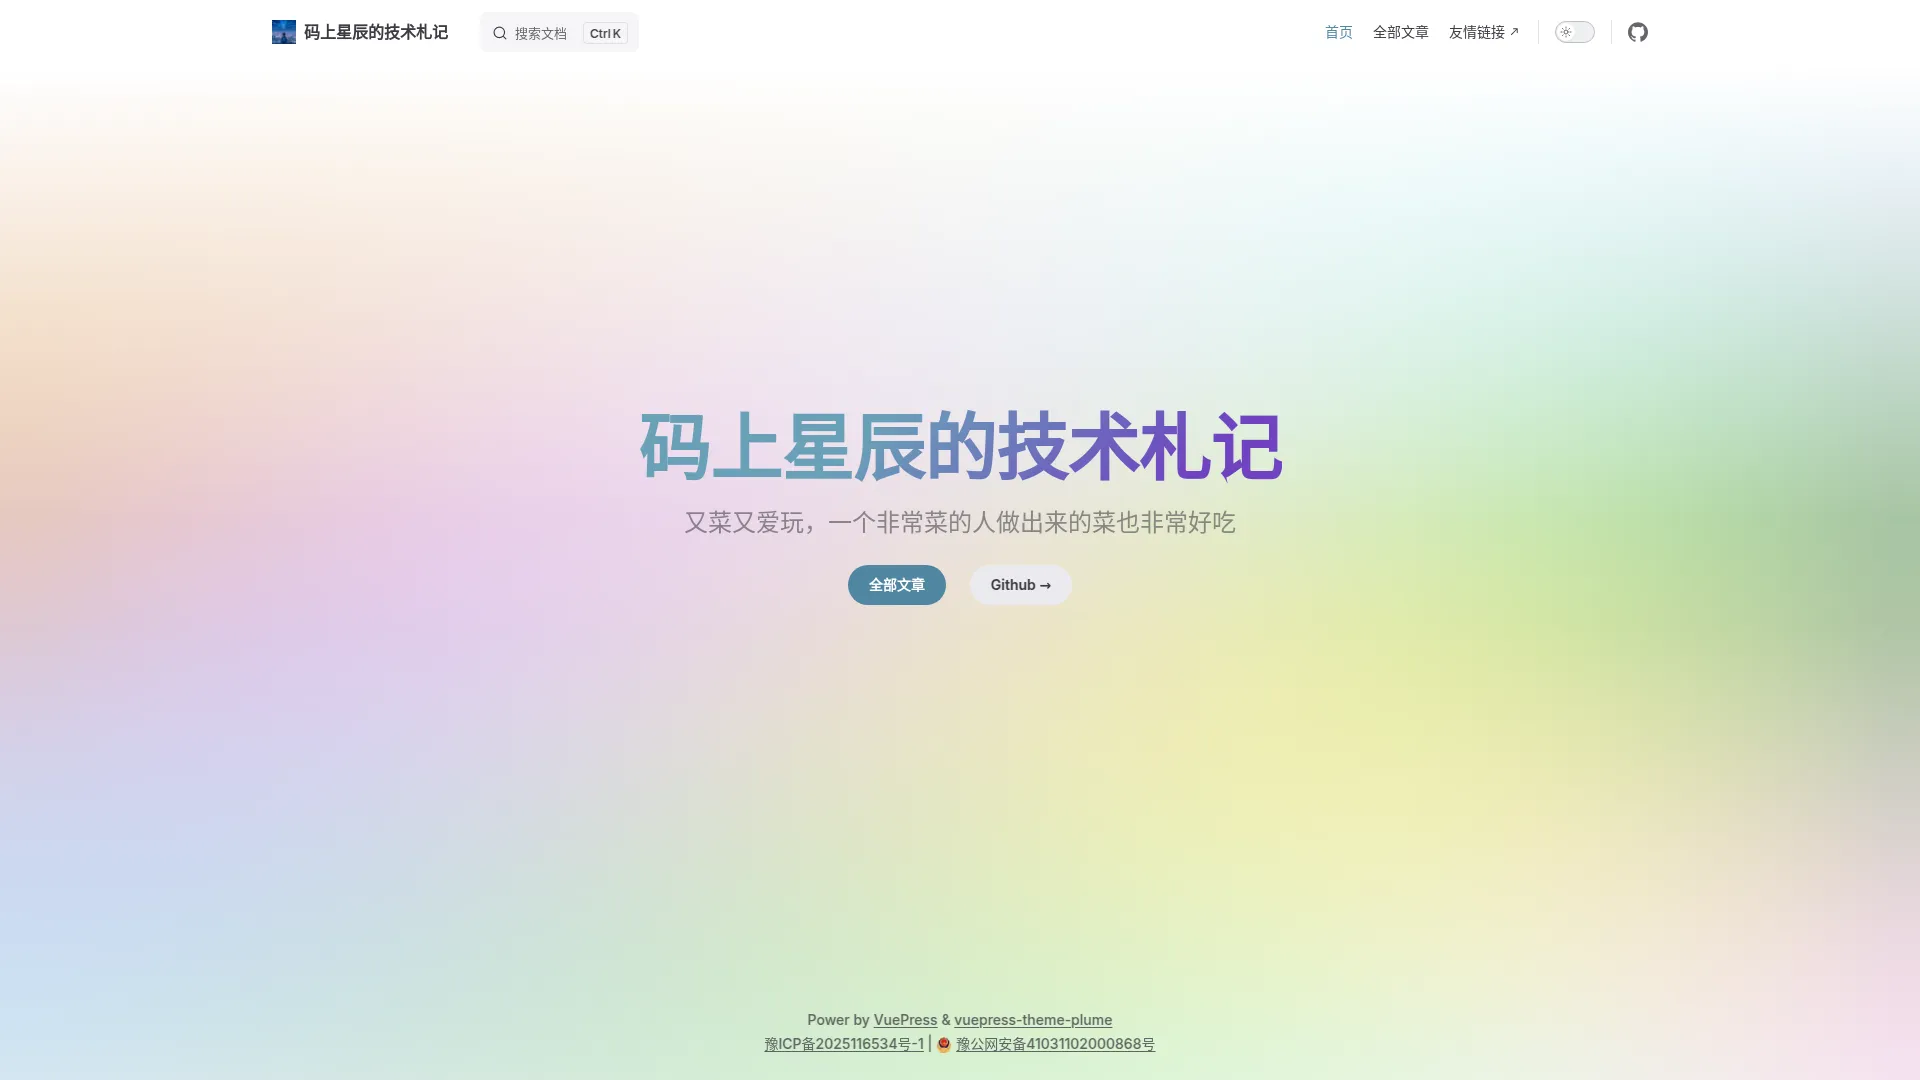 码上星辰的技术札记 搜索文档 Ctrl K 首页 全部文章 友情链接
码上星辰的技术札记
又菜又爱玩，一个非常菜的人做出来的菜也非常好吃
全部文章 Github →
Power by VuePress & vuepress-theme-plume
豫ICP备2025116534号-1 | 豫公网安备41031102000868号